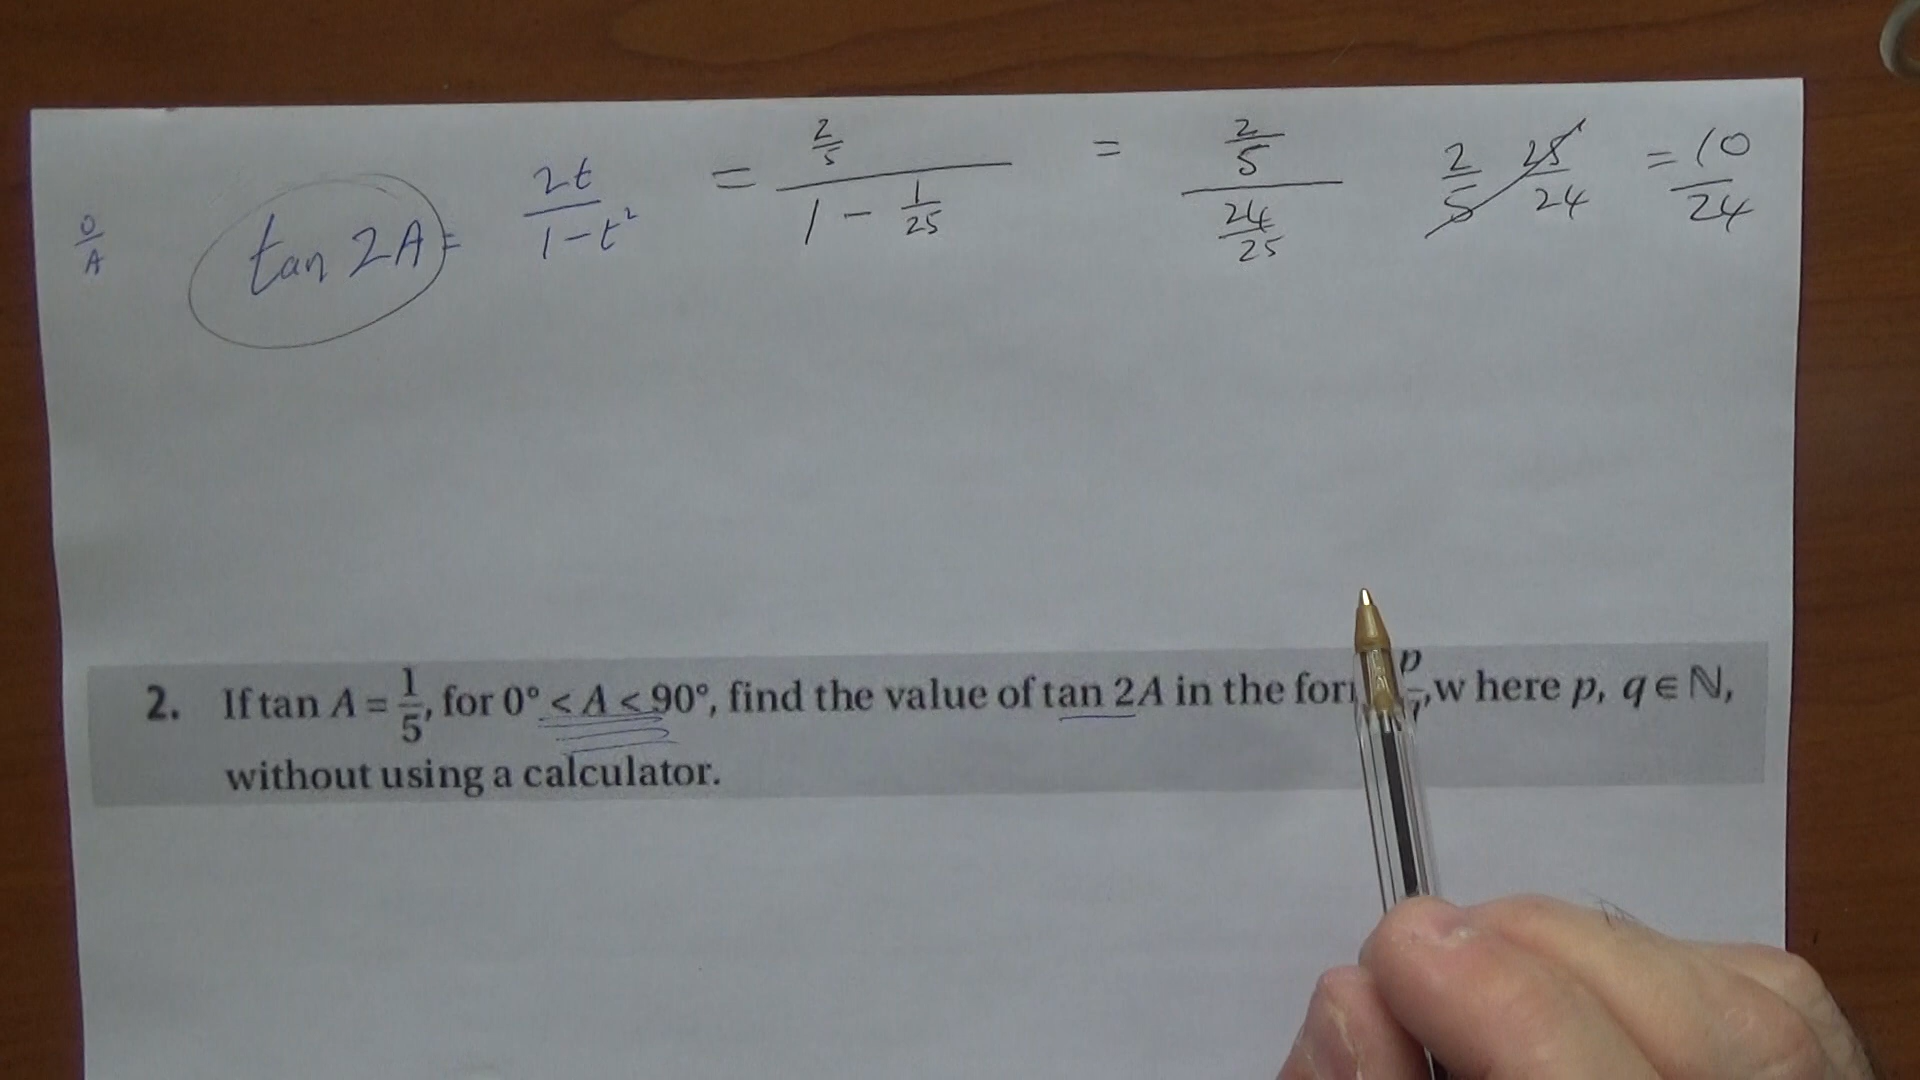 O/A tan 2A = 2t/1-t² = 2/5/1 - 1/25 = 2/5/24/25 2/5 25/24 = 10/24
2. If tan A = 1/5, for 0° < A < 90°, find the value of tan 2A in the for p/ ,w here p, q ∈ ℕ,
without using a calculator.